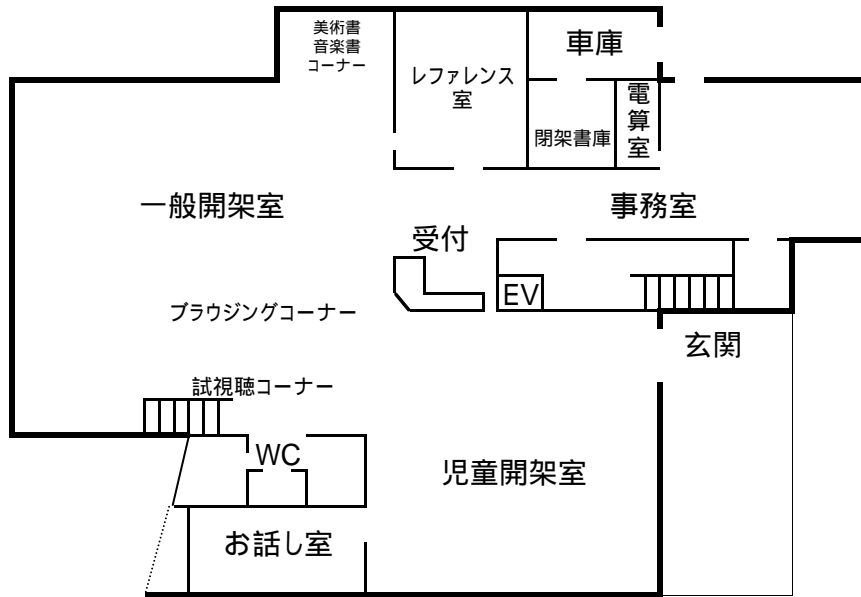 美術書
音楽書
コーナー
レファレンス
室
車庫
電
算
室
閉架書庫
一般開架室
事務室
受付
EV
ブラウジングコーナー
玄関
試視聴コーナー
WC
児童開架室
お話し室